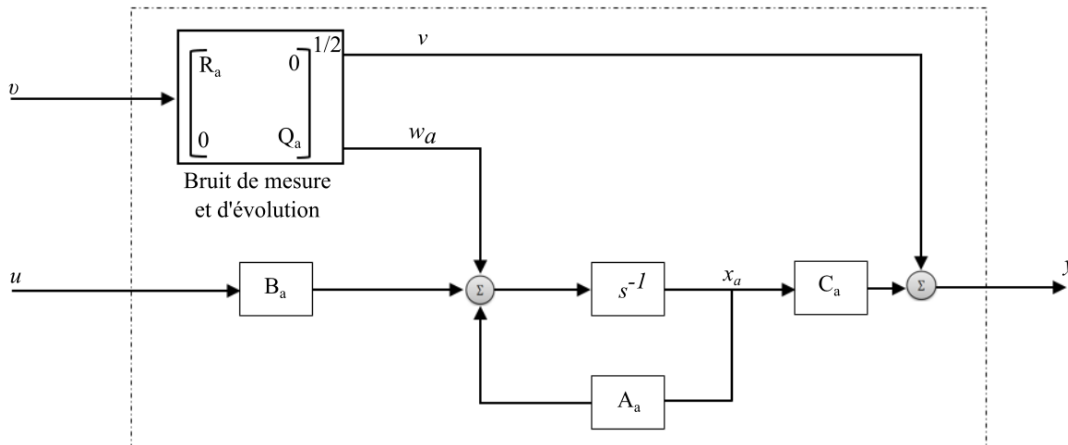 v
1/2
R_a 0
υ
0 Q_a
w_a
Bruit de mesure
et d'évolution
u
B_a
Σ
s^-1
x_a
C_a
Σ
y
A_a